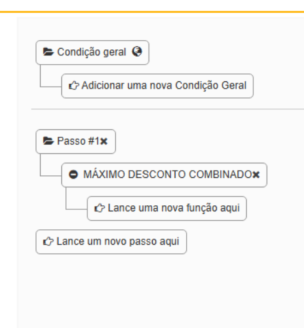 Condição geral
Adicionar uma nova Condição Geral
Passo #1
MÁXIMO DESCONTO COMBINADO
Lance uma nova função aqui
Lance um novo passo aqui